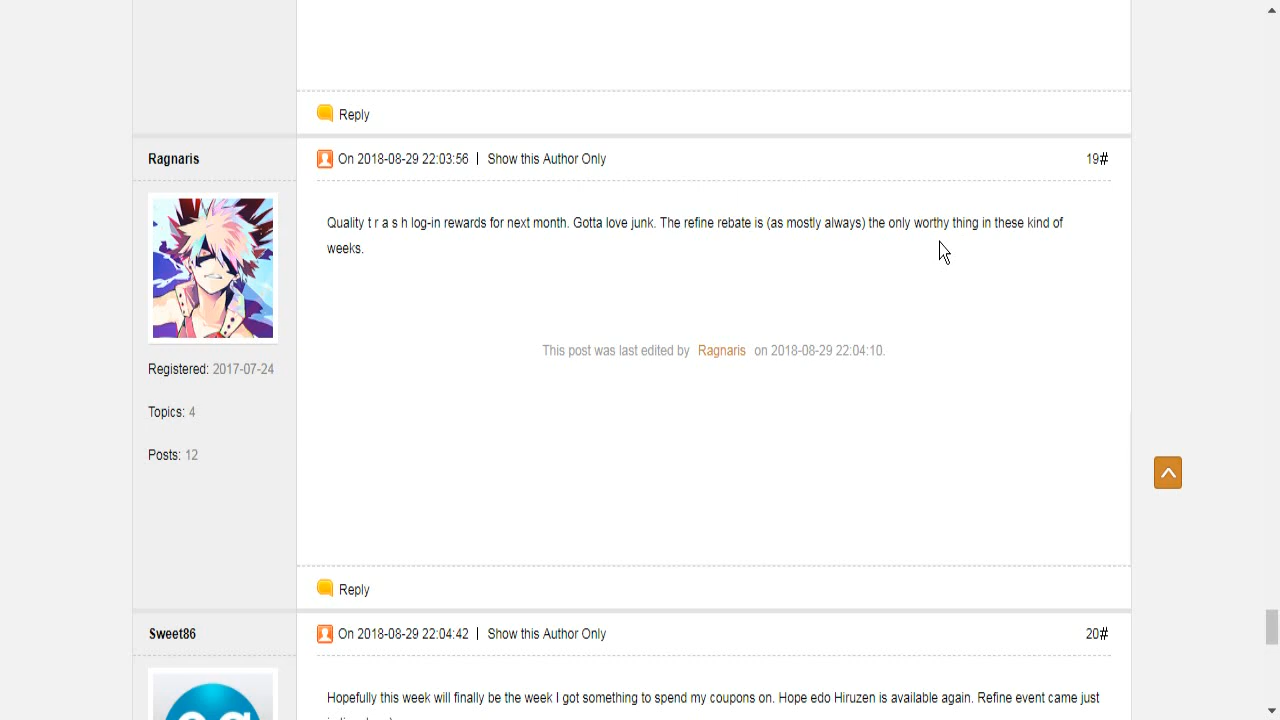 Reply
Ragnaris
On 2018-08-29 22:03:56 | Show this Author Only
19#
Quality t r a s h log-in rewards for next month. Gotta love junk. The refine rebate is (as mostly always) the only worthy thing in these kind of
weeks.
This post was last edited by Ragnaris on 2018-08-29 22:04:10.
Registered: 2017-07-24
Topics: 4
Posts: 12
Reply
Sweet86
On 2018-08-29 22:04:42 | Show this Author Only
20#
Hopefully this week will finally be the week I got something to spend my coupons on. Hope edo Hiruzen is available again. Refine event came just